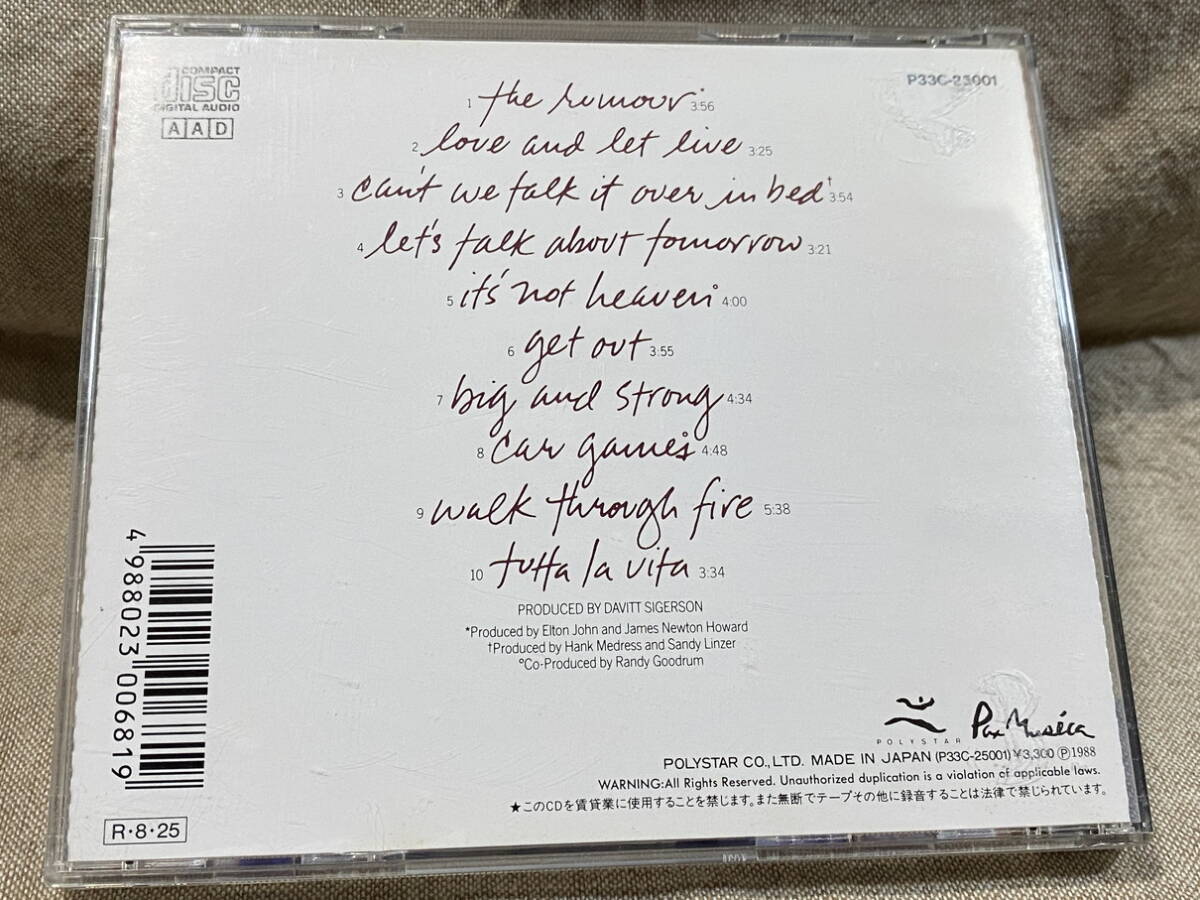 COMPACT
disc
DIGITAL AUDIO
A A D
P33C-25001
1 the rumour* 3:56
2 love and let live 3:25
3 can't we talk it over in bed† 3:54
4 let's talk about tomorrow 3:21
5 it's not heaven° 4:00
6 get out 3:55
7 big and strong 4:34
8 car games° 4:48
9 walk through fire 5:38
10 tutta la vita 3:34
PRODUCED BY DAVITT SIGERSON
*Produced by Elton John and James Newton Howard
†Produced by Hank Medress and Sandy Linzer
°Co-Produced by Randy Goodrum
4 988023 006819
R・8・25
POLYSTAR
Pax Musica
POLYSTAR CO., LTD. MADE IN JAPAN (P33C-25001) ¥3,300 Ⓟ1988
WARNING:All Rights Reserved. Unauthorized duplication is a violation of applicable laws.
★このCDを賃貸業に使用することを禁じます。また無断でテープその他に録音することは法律で禁じられています。